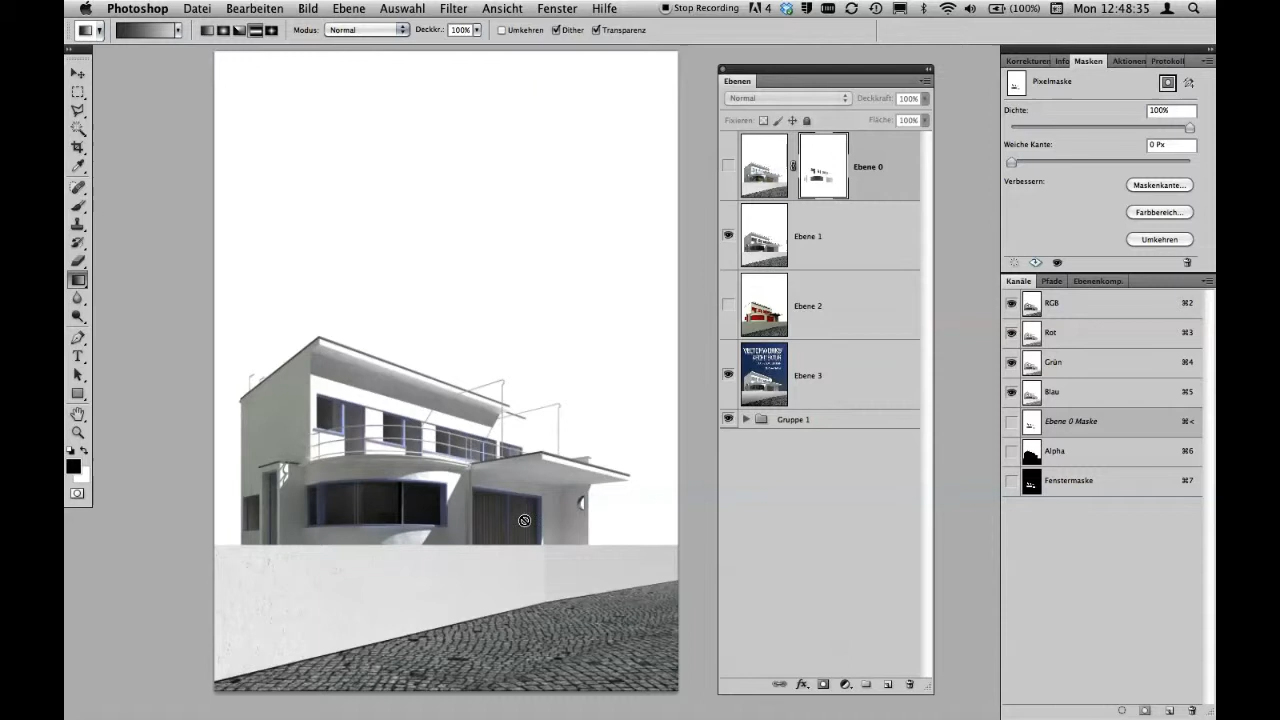 Photoshop Datei Bearbeiten Bild Ebene Auswahl Filter Ansicht Fenster Hilfe Stop Recording 4 (100%) Mon 12:48:35
Modus: Normal Deckkr.: 100% Umkehren Dither Transparenz
Ebenen
Normal Deckkraft: 100%
Fixieren: Fläche: 100%
Ebene 0
Ebene 1
Ebene 2
Ebene 3
Gruppe 1
Korrekturen Info Masken Aktionen Protokoll
Pixelmaske
Dichte: 100%
Weiche Kante: 0 Px
Verbessern: Maskenkante...
Farbbereich...
Umkehren
Kanäle Pfade Ebenenkomp.
RGB ⌘2
Rot ⌘3
Grün ⌘4
Blau ⌘5
Ebene 0 Maske ⌘<
Alpha ⌘6
Fenstermaske ⌘7